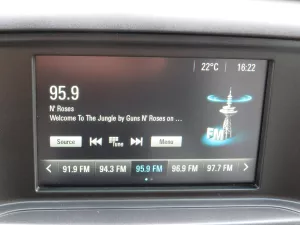 22°C 16:22
95.9
N' Roses
Welcome To The Jungle by Guns N' Roses on ...
Source Tune Menu
FM
91.9 FM 94.3 FM 95.9 FM 96.9 FM 97.7 FM